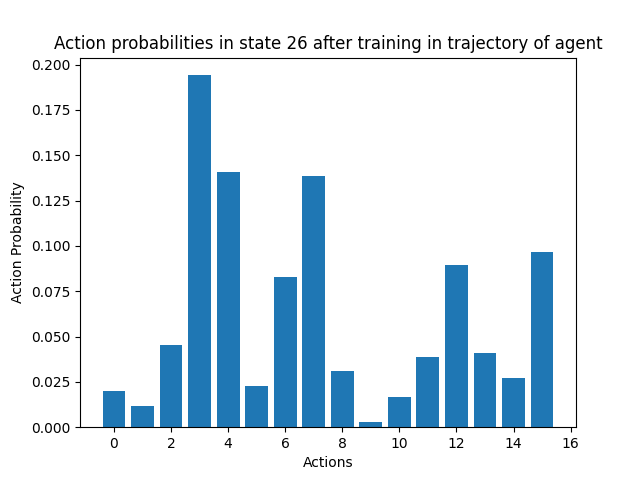 Action probabilities in state 26 after training in trajectory of agent
0.200
0.175
0.150
0.125
0.100
0.075
0.050
0.025
0.000
Action Probability
0 2 4 6 8 10 12 14 16
Actions